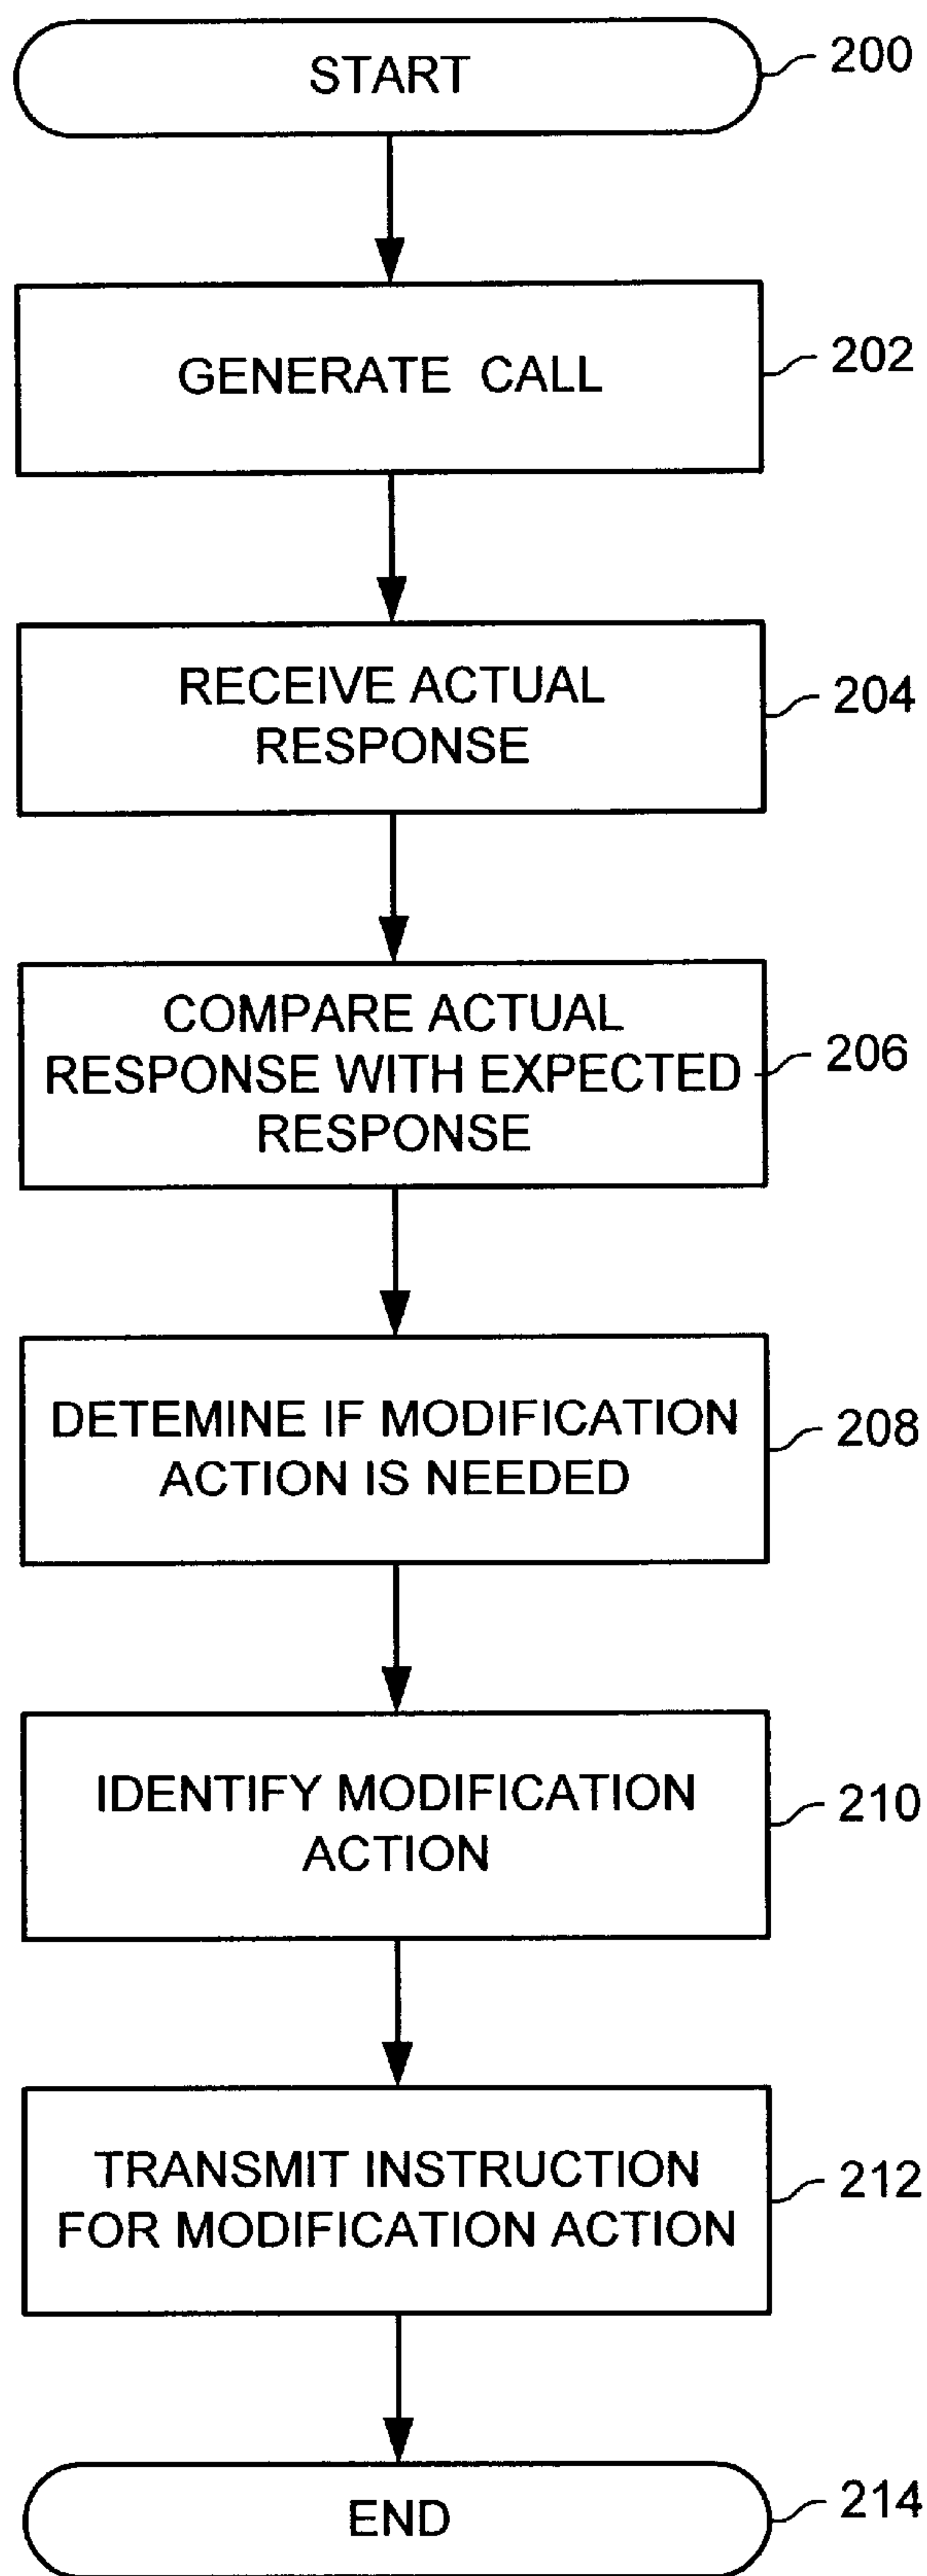 START
200
GENERATE CALL
202
RECEIVE ACTUAL
RESPONSE
204
COMPARE ACTUAL
RESPONSE WITH EXPECTED
RESPONSE
206
DETEMINE IF MODIFICATION
ACTION IS NEEDED
208
IDENTIFY MODIFICATION
ACTION
210
TRANSMIT INSTRUCTION
FOR MODIFICATION ACTION
212
END
214